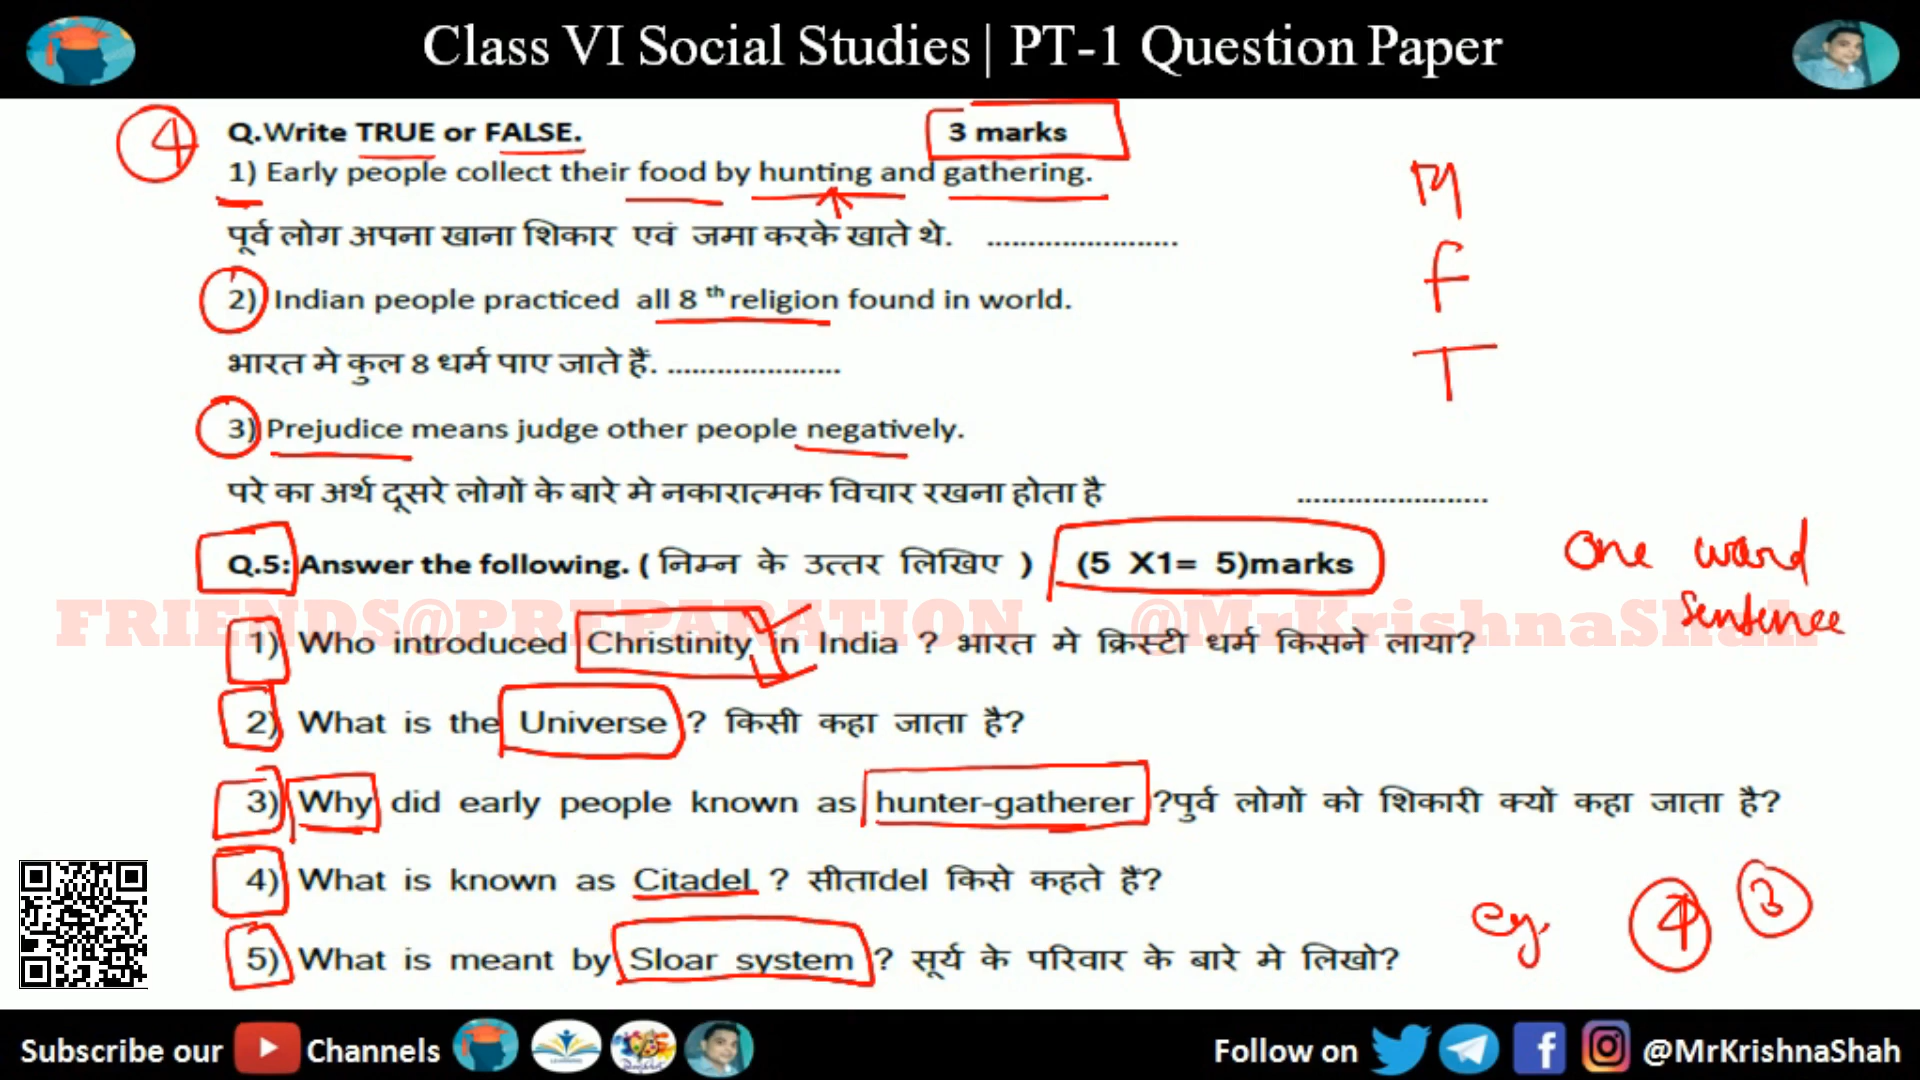 Class VI Social Studies | PT-1 Question Paper
4
Q.Write TRUE or FALSE. 3 marks
1) Early people collect their food by hunting and gathering.
पूर्व लोग अपना खाना शिकार एवं जमा करके खाते थे. .......................
2) Indian people practiced all 8 th religion found in world.
F
भारत मे कुल 8 धर्म पाए जाते हैं. .....................
T
3) Prejudice means judge other people negatively.
परे का अर्थ दूसरे लोगों के बारे मे नकारात्मक विचार रखना होता है .......................
Q.5: Answer the following. ( निम्न के उत्तर लिखिए ) (5 X1= 5)marks
one word
sentence
FRIENDS@PREPARATION @MrKrishnaShah
1) Who introduced Christinity in India ? भारत मे क्रिस्टी धर्म किसने लाया?
2) What is the Universe ? किसी कहा जाता है?
3) Why did early people known as hunter-gatherer ?पुर्व लोगों को शिकारी क्यों कहा जाता है?
4) What is known as Citadel ? सीताdel किसे कहते है?
eg. 4 3
5) What is meant by Sloar system ? सूर्य के परिवार के बारे मे लिखो?
Subscribe our Channels Follow on @MrKrishnaShah